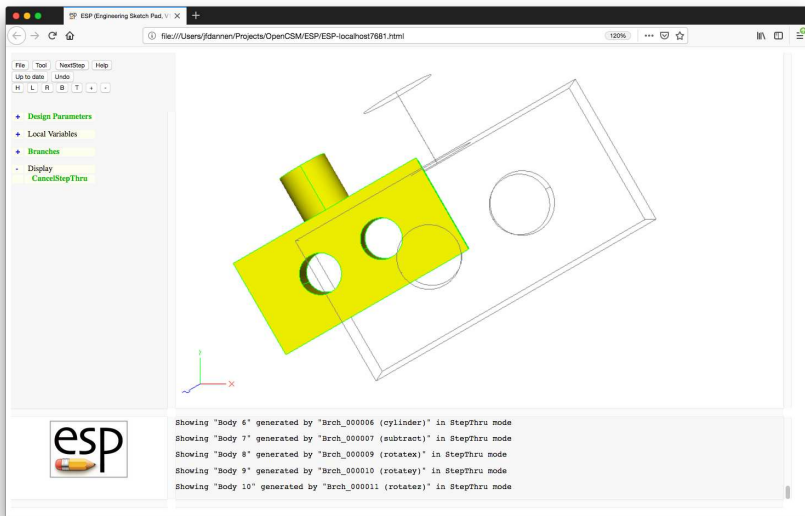 ESP (Engineering Sketch Pad, V
file:///Users/jfdannen/Projects/OpenCSM/ESP/ESP-localhost7681.html
120%
File Tool NextStep Help
Up to date Undo
H L R B T + -
+ Design Parameters
+ Local Variables
+ Branches
- Display
CancelStepThru
Y
X
esp
Showing "Body 6" generated by "Brch_000006 (cylinder)" in StepThru mode
Showing "Body 7" generated by "Brch_000007 (subtract)" in StepThru mode
Showing "Body 8" generated by "Brch_000009 (rotatex)" in StepThru mode
Showing "Body 9" generated by "Brch_000010 (rotatey)" in StepThru mode
Showing "Body 10" generated by "Brch_000011 (rotatez)" in StepThru mode